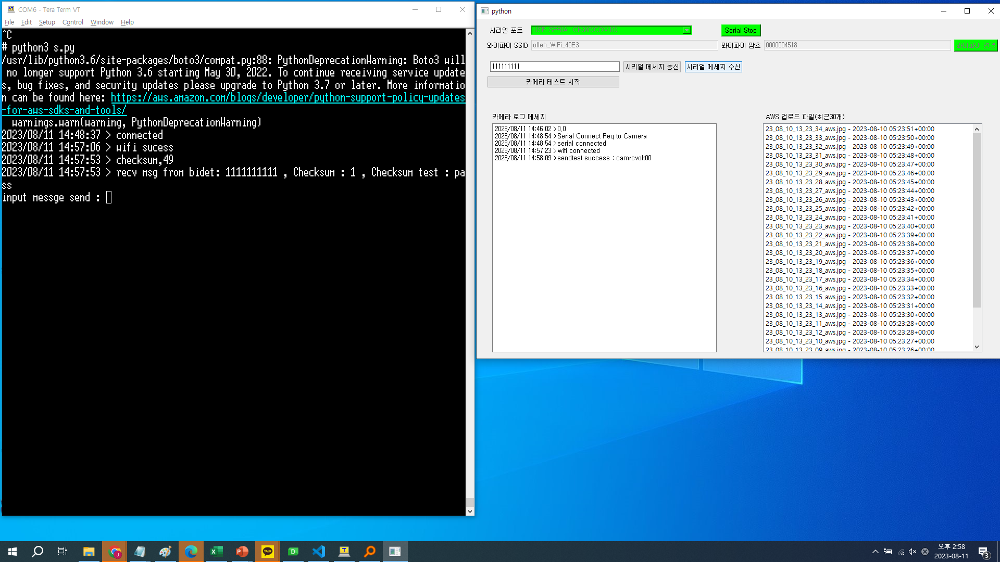 COM6 - Tera Term VT
File Edit Setup Control Window Help
^C
# python3 s.py
/usr/lib/python3.6/site-packages/boto3/compat.py:88: PythonDeprecationWarning: Boto3 will
 no longer support Python 3.6 starting May 30, 2022. To continue receiving service update
s, bug fixes, and security updates please upgrade to Python 3.7 or later. More informatio
n can be found here: https://aws.amazon.com/blogs/developer/python-support-policy-updates
-for-aws-sdks-and-tools/
  warnings.warn(warning, PythonDeprecationWarning)
2023/08/11 14:48:37 > connected
2023/08/11 14:57:06 > wifi sucess
2023/08/11 14:57:53 > checksum,49
2023/08/11 14:57:53 > recv msg from bidet: 1111111111 , Checksum : 1 , Checksum test : pa
ss
input messge send :
python
시리얼 포트 USB-SERIAL CH340(COM10) Serial Stop
와이파이 SSID olleh_WiFi_49E3 와이파이 암호 0000004518 와이파이 연결
111111111 시리얼 메세지 송신 시리얼 메세지 수신
카메라 테스트 시작
카메라 로그 메세지
2023/08/11 14:46:02 > 0,0
2023/08/11 14:48:54 > Serial Connect Req to Camera
2023/08/11 14:48:54 > serial connected
2023/08/11 14:57:23 > wifi connected
2023/08/11 14:58:09 > sendtest success : camrcvok00
AWS 업로드 파일(최근30개)
23_08_10_13_23_34_aws.jpg - 2023-08-10 05:23:51+00:00
23_08_10_13_23_33_aws.jpg - 2023-08-10 05:23:50+00:00
23_08_10_13_23_32_aws.jpg - 2023-08-10 05:23:49+00:00
23_08_10_13_23_31_aws.jpg - 2023-08-10 05:23:48+00:00
23_08_10_13_23_30_aws.jpg - 2023-08-10 05:23:47+00:00
23_08_10_13_23_29_aws.jpg - 2023-08-10 05:23:46+00:00
23_08_10_13_23_28_aws.jpg - 2023-08-10 05:23:45+00:00
23_08_10_13_23_27_aws.jpg - 2023-08-10 05:23:44+00:00
23_08_10_13_23_26_aws.jpg - 2023-08-10 05:23:43+00:00
23_08_10_13_23_25_aws.jpg - 2023-08-10 05:23:42+00:00
23_08_10_13_23_24_aws.jpg - 2023-08-10 05:23:41+00:00
23_08_10_13_23_23_aws.jpg - 2023-08-10 05:23:40+00:00
23_08_10_13_23_22_aws.jpg - 2023-08-10 05:23:39+00:00
23_08_10_13_23_21_aws.jpg - 2023-08-10 05:23:38+00:00
23_08_10_13_23_20_aws.jpg - 2023-08-10 05:23:37+00:00
23_08_10_13_23_19_aws.jpg - 2023-08-10 05:23:36+00:00
23_08_10_13_23_18_aws.jpg - 2023-08-10 05:23:35+00:00
23_08_10_13_23_17_aws.jpg - 2023-08-10 05:23:34+00:00
23_08_10_13_23_16_aws.jpg - 2023-08-10 05:23:33+00:00
23_08_10_13_23_15_aws.jpg - 2023-08-10 05:23:32+00:00
23_08_10_13_23_14_aws.jpg - 2023-08-10 05:23:31+00:00
23_08_10_13_23_13_aws.jpg - 2023-08-10 05:23:30+00:00
23_08_10_13_23_11_aws.jpg - 2023-08-10 05:23:28+00:00
23_08_10_13_23_12_aws.jpg - 2023-08-10 05:23:28+00:00
23_08_10_13_23_10_aws.jpg - 2023-08-10 05:23:27+00:00
23_08_10_13_23_09_aws.jpg - 2023-08-10 05:23:26+00:00
TALK
오후 2:58
2023-08-11
3